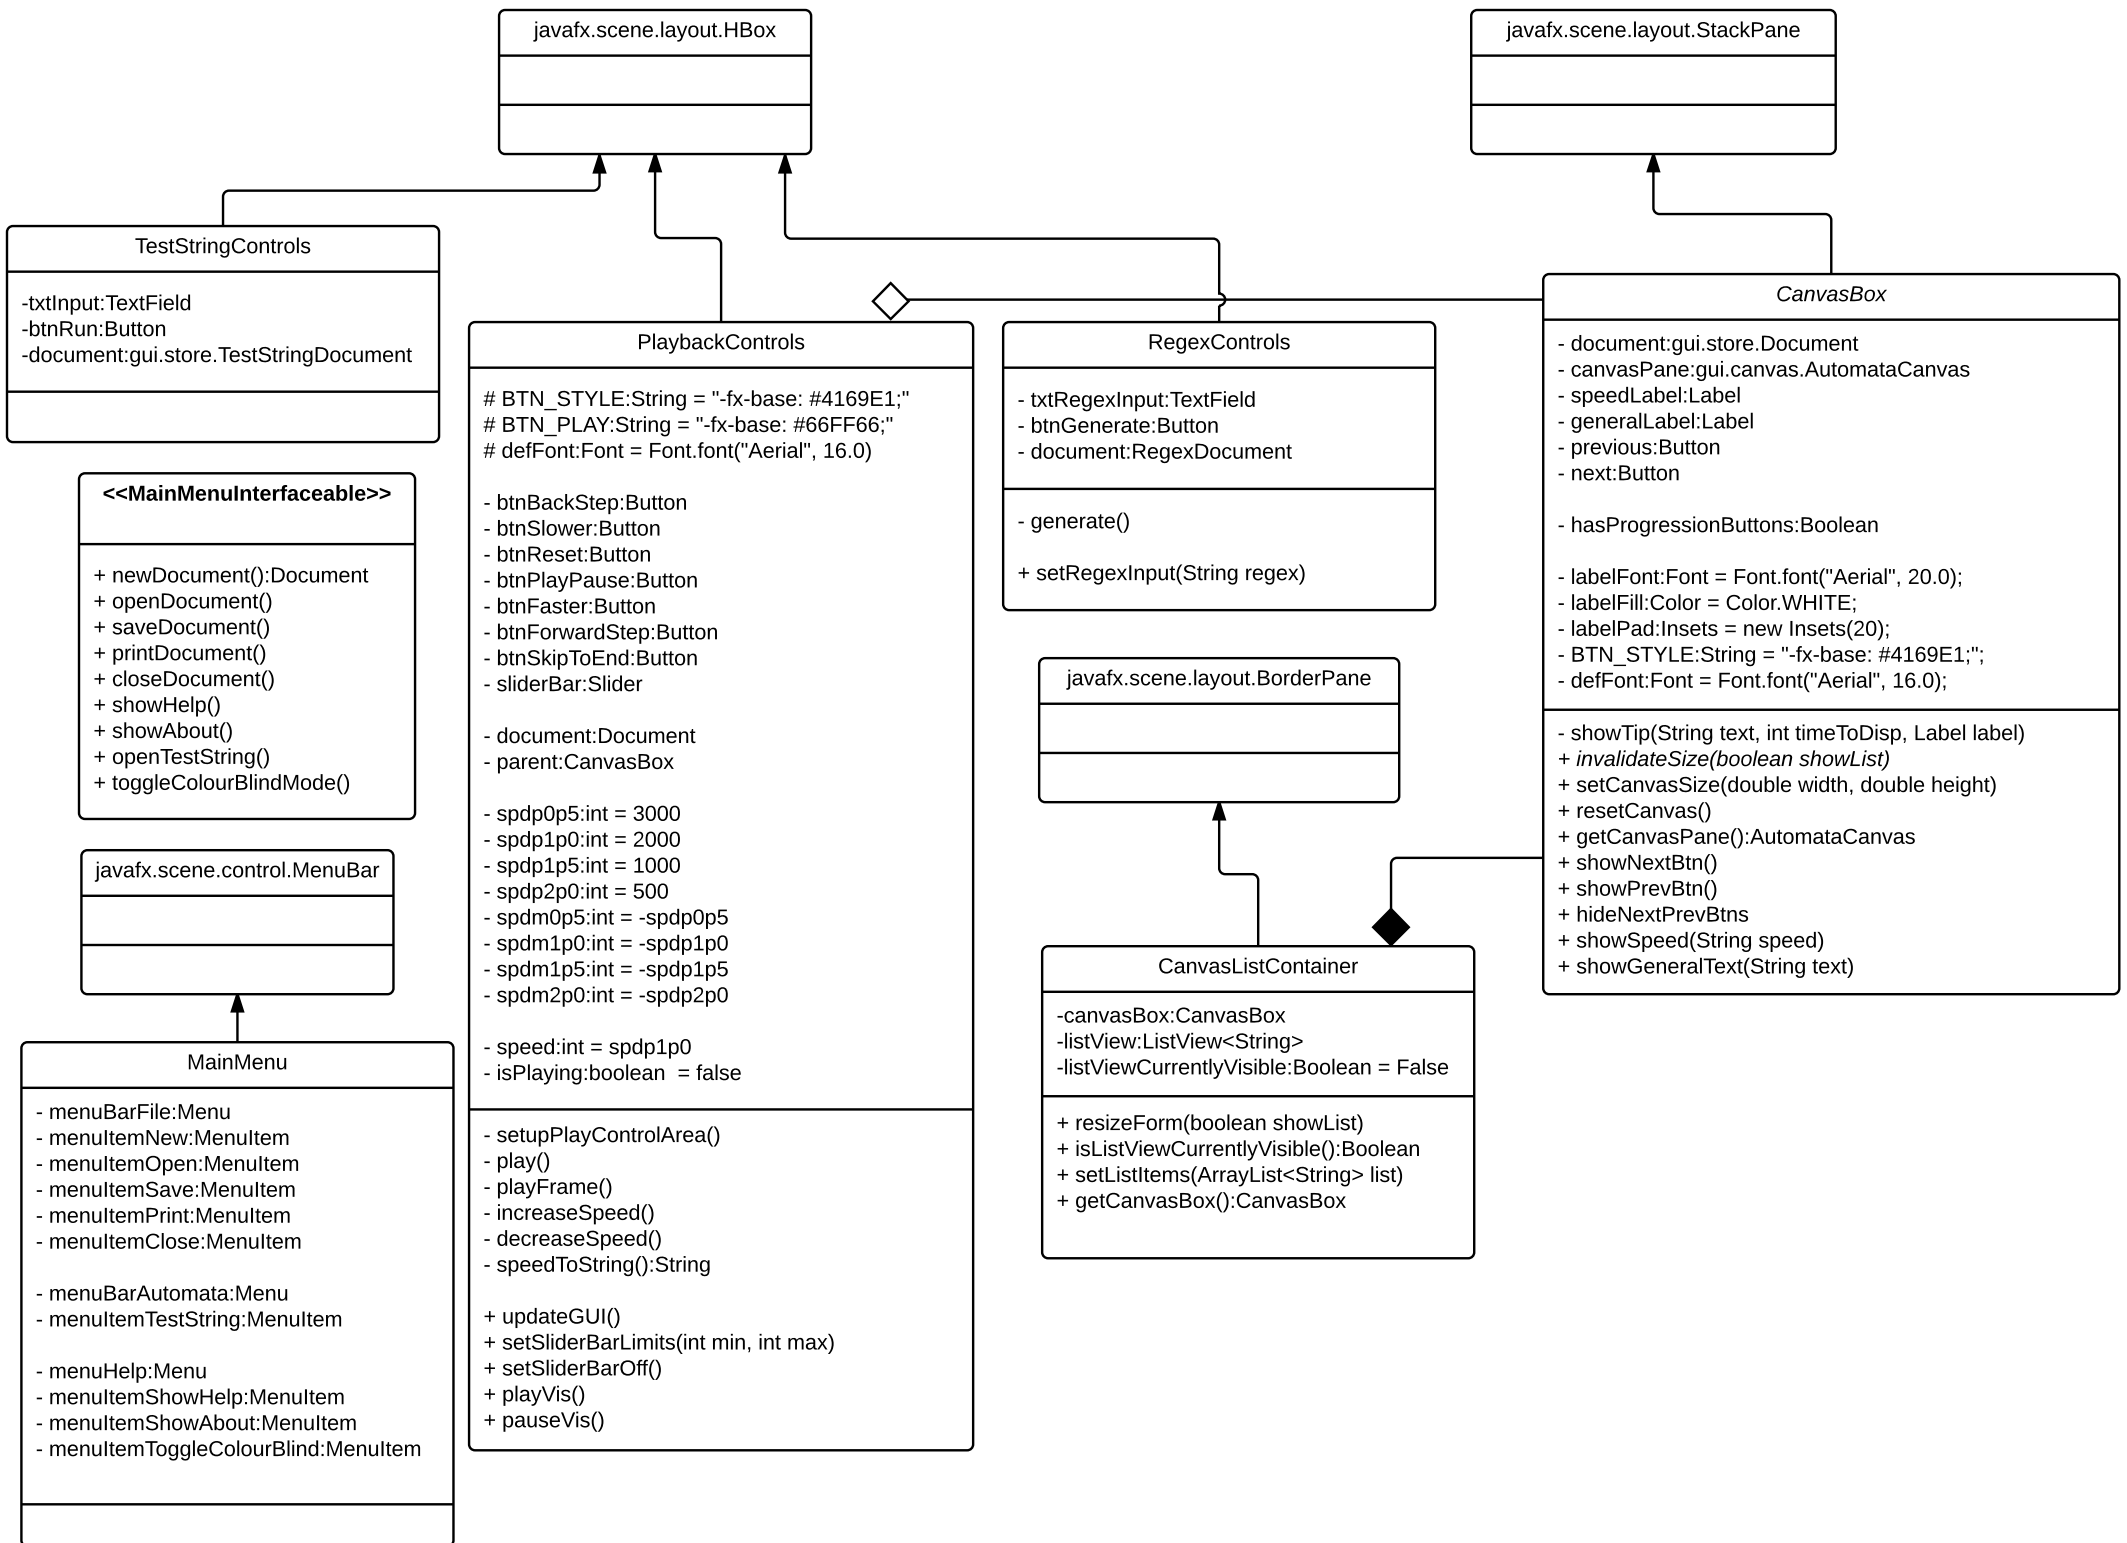 javafx.scene.layout.HBox
javafx.scene.layout.StackPane
TestStringControls
-txtInput:TextField
-btnRun:Button
-document:gui.store.TestStringDocument
<<MainMenuInterfaceable>>
+ newDocument():Document
+ openDocument()
+ saveDocument()
+ printDocument()
+ closeDocument()
+ showHelp()
+ showAbout()
+ openTestString()
+ toggleColourBlindMode()
javafx.scene.control.MenuBar
MainMenu
- menuBarFile:Menu
- menuItemNew:MenuItem
- menuItemOpen:MenuItem
- menuItemSave:MenuItem
- menuItemPrint:MenuItem
- menuItemClose:MenuItem
- menuBarAutomata:Menu
- menuItemTestString:MenuItem
- menuHelp:Menu
- menuItemShowHelp:MenuItem
- menuItemShowAbout:MenuItem
- menuItemToggleColourBlind:MenuItem
PlaybackControls
# BTN_STYLE:String = "-fx-base: #4169E1;"
# BTN_PLAY:String = "-fx-base: #66FF66;"
# defFont:Font = Font.font("Aerial", 16.0)
- btnBackStep:Button
- btnSlower:Button
- btnReset:Button
- btnPlayPause:Button
- btnFaster:Button
- btnForwardStep:Button
- btnSkipToEnd:Button
- sliderBar:Slider
- document:Document
- parent:CanvasBox
- spdp0p5:int = 3000
- spdp1p0:int = 2000
- spdp1p5:int = 1000
- spdp2p0:int = 500
- spdm0p5:int = -spdp0p5
- spdm1p0:int = -spdp1p0
- spdm1p5:int = -spdp1p5
- spdm2p0:int = -spdp2p0
- speed:int = spdp1p0
- isPlaying:boolean  = false
- setupPlayControlArea()
- play()
- playFrame()
- increaseSpeed()
- decreaseSpeed()
- speedToString():String
+ updateGUI()
+ setSliderBarLimits(int min, int max)
+ setSliderBarOff()
+ playVis()
+ pauseVis()
RegexControls
- txtRegexInput:TextField
- btnGenerate:Button
- document:RegexDocument
- generate()
+ setRegexInput(String regex)
javafx.scene.layout.BorderPane
CanvasListContainer
-canvasBox:CanvasBox
-listView:ListView<String>
-listViewCurrentlyVisible:Boolean = False
+ resizeForm(boolean showList)
+ isListViewCurrentlyVisible():Boolean
+ setListItems(ArrayList<String> list)
+ getCanvasBox():CanvasBox
CanvasBox
- document:gui.store.Document
- canvasPane:gui.canvas.AutomataCanvas
- speedLabel:Label
- generalLabel:Label
- previous:Button
- next:Button
- hasProgressionButtons:Boolean
- labelFont:Font = Font.font("Aerial", 20.0);
- labelFill:Color = Color.WHITE;
- labelPad:Insets = new Insets(20);
- BTN_STYLE:String = "-fx-base: #4169E1;";
- defFont:Font = Font.font("Aerial", 16.0);
- showTip(String text, int timeToDisp, Label label)
+ invalidateSize(boolean showList)
+ setCanvasSize(double width, double height)
+ resetCanvas()
+ getCanvasPane():AutomataCanvas
+ showNextBtn()
+ showPrevBtn()
+ hideNextPrevBtns
+ showSpeed(String speed)
+ showGeneralText(String text)